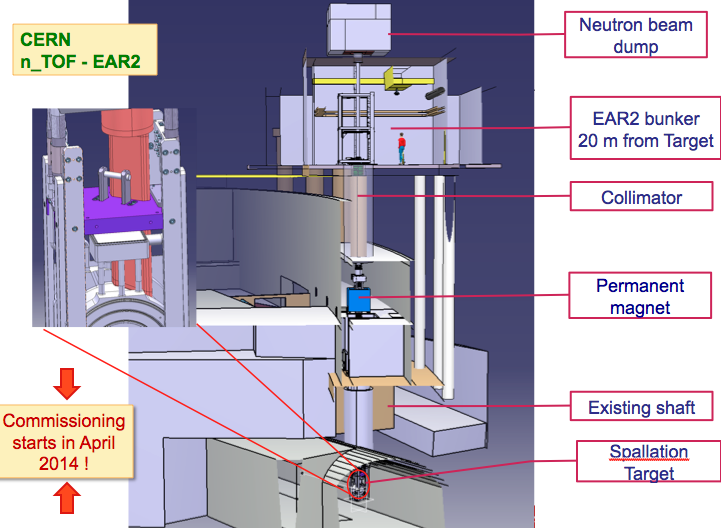 CERN
n_TOF - EAR2
Neutron beam
dump
EAR2 bunker
20 m from Target
Collimator
Permanent
magnet
Existing shaft
Spallation
Target
Commissioning
starts in April
2014 !